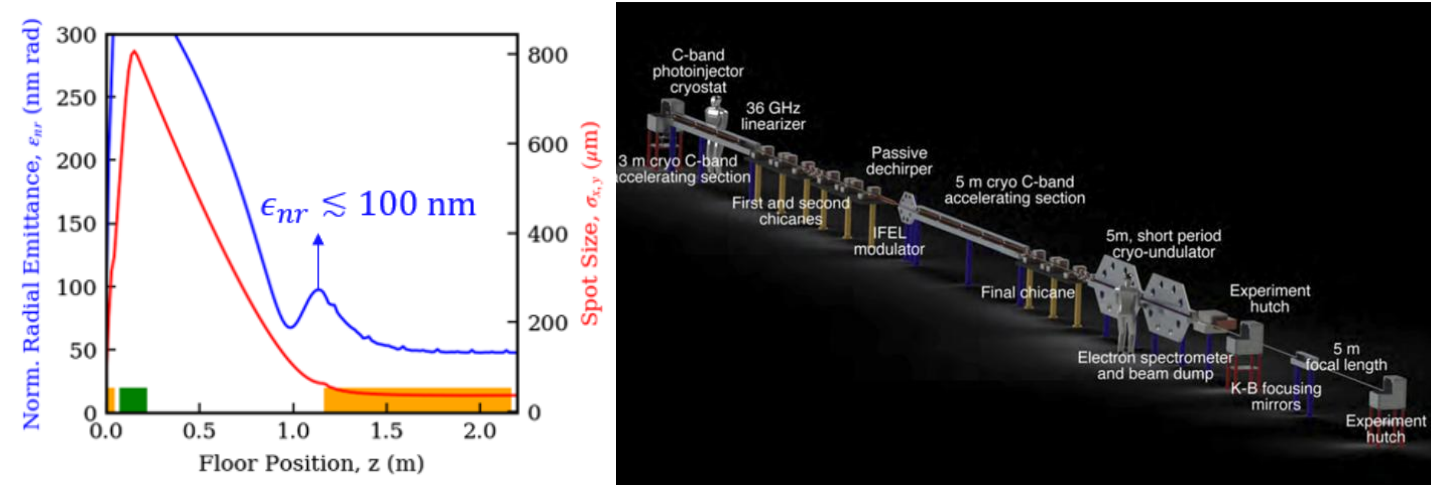 Norm. Radial Emittance, εₙᵣ (nm rad)
300
250
200
150
100
50
0
ϵₙᵣ ≲ 100 nm
0.0 0.5 1.0 1.5 2.0
Floor Position, z (m)
800
600
400
200
0
Spot Size, σₓ,ᵧ (μm)
C-band
photoinjector
cryostat
36 GHz
linearizer
3 m cryo C-band
accelerating section
First and second
chicanes
Passive
dechirper
IFEL
modulator
5 m cryo C-band
accelerating section
Final chicane
5m, short period
cryo-undulator
Electron spectrometer
and beam dump
Experiment
hutch
K-B focusing
mirrors
5 m
focal length
Experiment
hutch